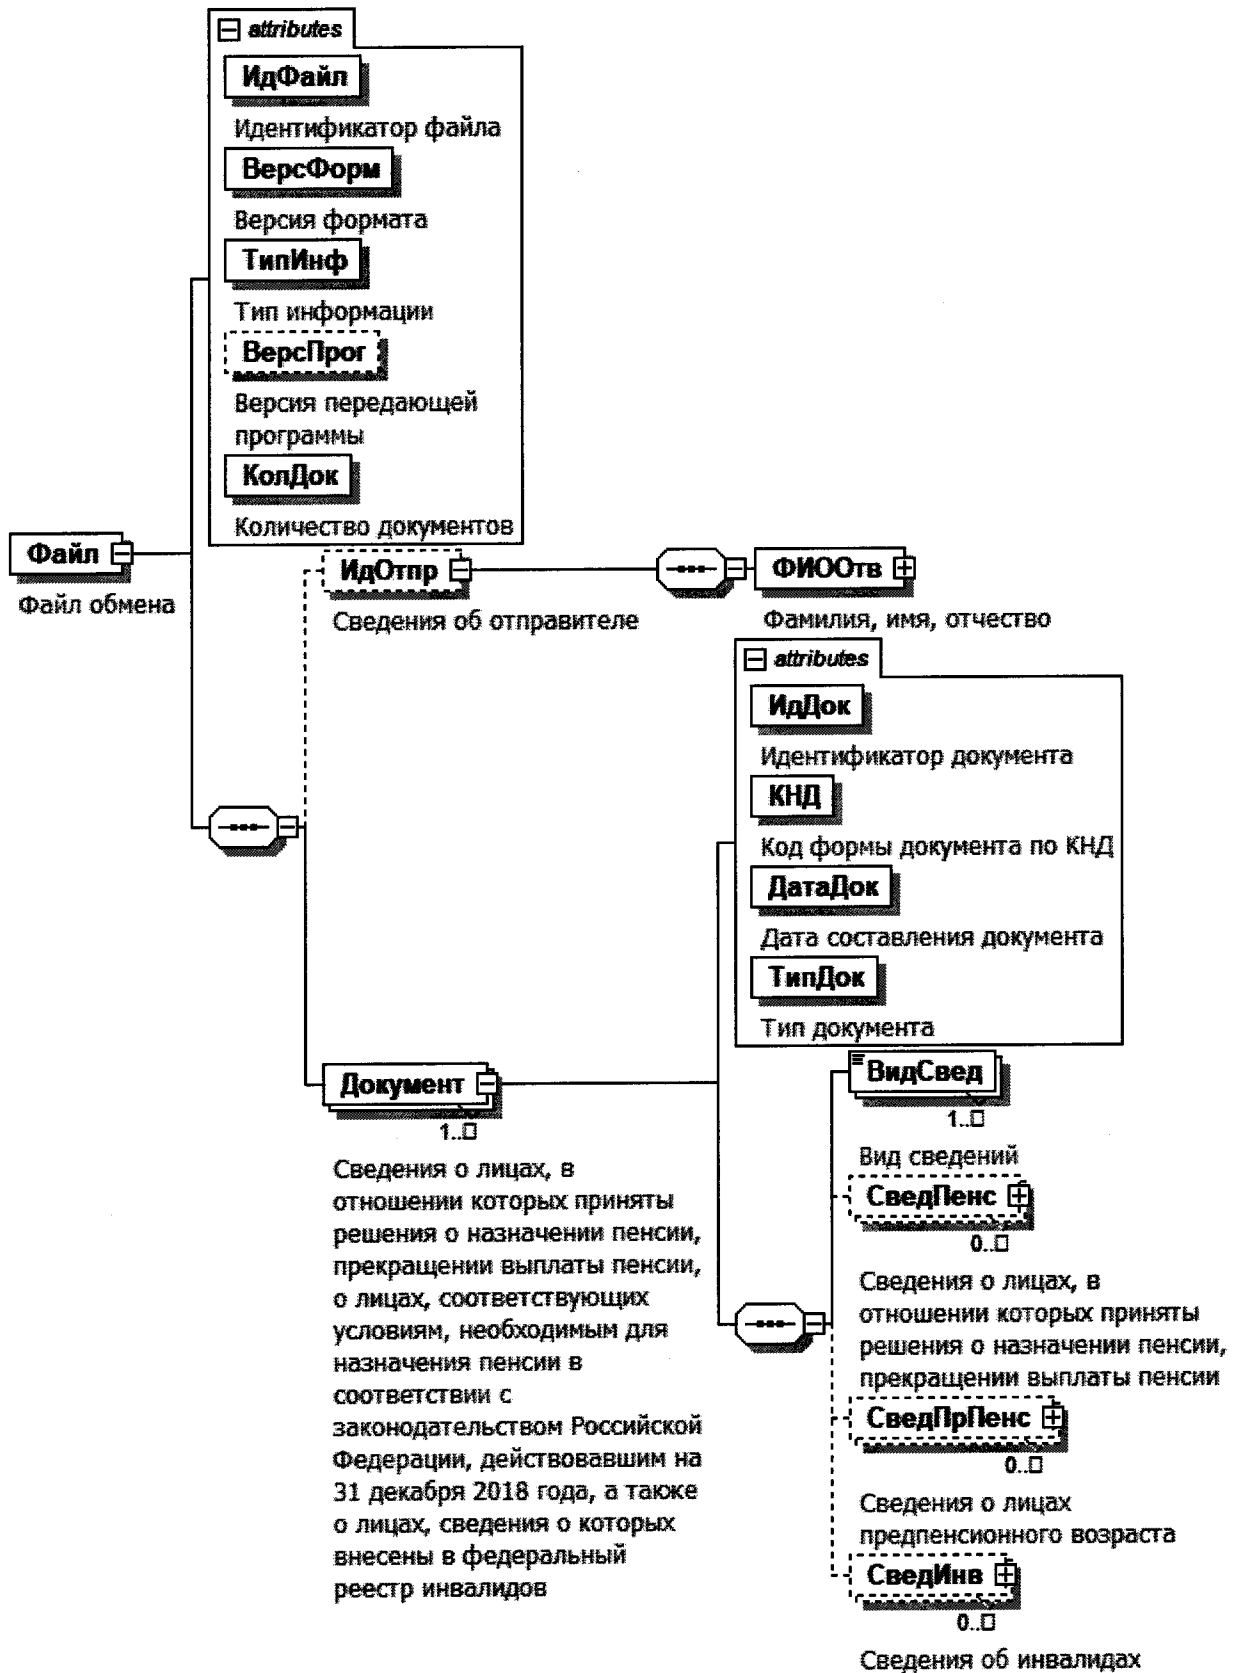 attributes
ИдФайл
Идентификатор файла
ВерсФорм
Версия формата
ТипИнф
Тип информации
ВерсПрог
Версия передающей
программы
КолДок
Количество документов
Файл
Файл обмена
ИдОтпр
Сведения об отправителе
ФИООтв
Фамилия, имя, отчество
attributes
ИдДок
Идентификатор документа
КНД
Код формы документа по КНД
ДатаДок
Дата составления документа
ТипДок
Тип документа
Документ
1..□
Сведения о лицах, в
отношении которых приняты
решения о назначении пенсии,
прекращении выплаты пенсии,
о лицах, соответствующих
условиям, необходимым для
назначения пенсии в
соответствии с
законодательством Российской
Федерации, действовавшим на
31 декабря 2018 года, а также
о лицах, сведения о которых
внесены в федеральный
реестр инвалидов
ВидСвед
1..□
Вид сведений
СведПенс
0..□
Сведения о лицах, в
отношении которых приняты
решения о назначении пенсии,
прекращении выплаты пенсии
СведПрПенс
0..□
Сведения о лицах
предпенсионного возраста
СведИнв
0..□
Сведения об инвалидах